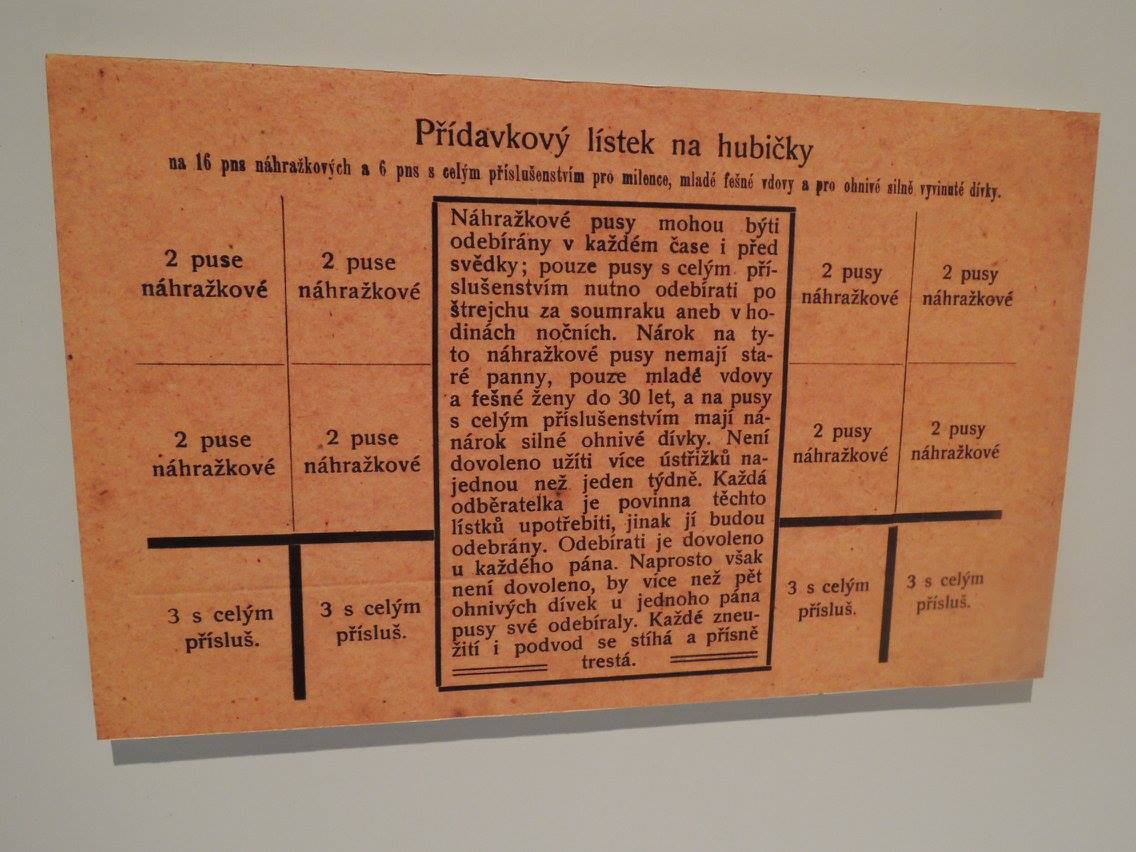 Přídavkový lístek na hubičky
na 16 pns náhražkových a 6 pns s celým příslušenstvím pro milence, mladé fešné vdovy a pro ohnivé silně vyvinuté dívky.
2 puse
náhražkové
2 puse
náhražkové
2 puse
náhražkové
2 puse
náhražkové
3 s celým
přísluš.
3 s celým
přísluš.
Náhražkové pusy mohou býti
odebírány v každém čase i před
svědky; pouze pusy s celým pří-
slušenstvím nutno odebírati po
štrejchu za soumraku aneb v ho-
dinách nočních. Nárok na ty-
to náhražkové pusy nemají sta-
ré panny, pouze mladé vdovy
a fešné ženy do 30 let, a na pusy
s celým příslušenstvím mají ná-
nárok silné ohnivé dívky. Není
dovoleno užíti více ústřižků na-
jednou než jeden týdně. Každá
odběratelka je povinna těchto
lístků upotřebiti, jinak jí budou
odebrány. Odebírati je dovoleno
u každého pána. Naprosto však
není dovoleno, by více než pět
ohnivých dívek u jednoho pána
pusy své odebíraly. Každé zneu-
žití i podvod se stíhá a přísně
trestá.
2 pusy
náhražkové
2 pusy
náhražkové
2 pusy
náhražkové
2 pusy
náhražkové
3 s celým
přísluš.
3 s celým
přísluš.